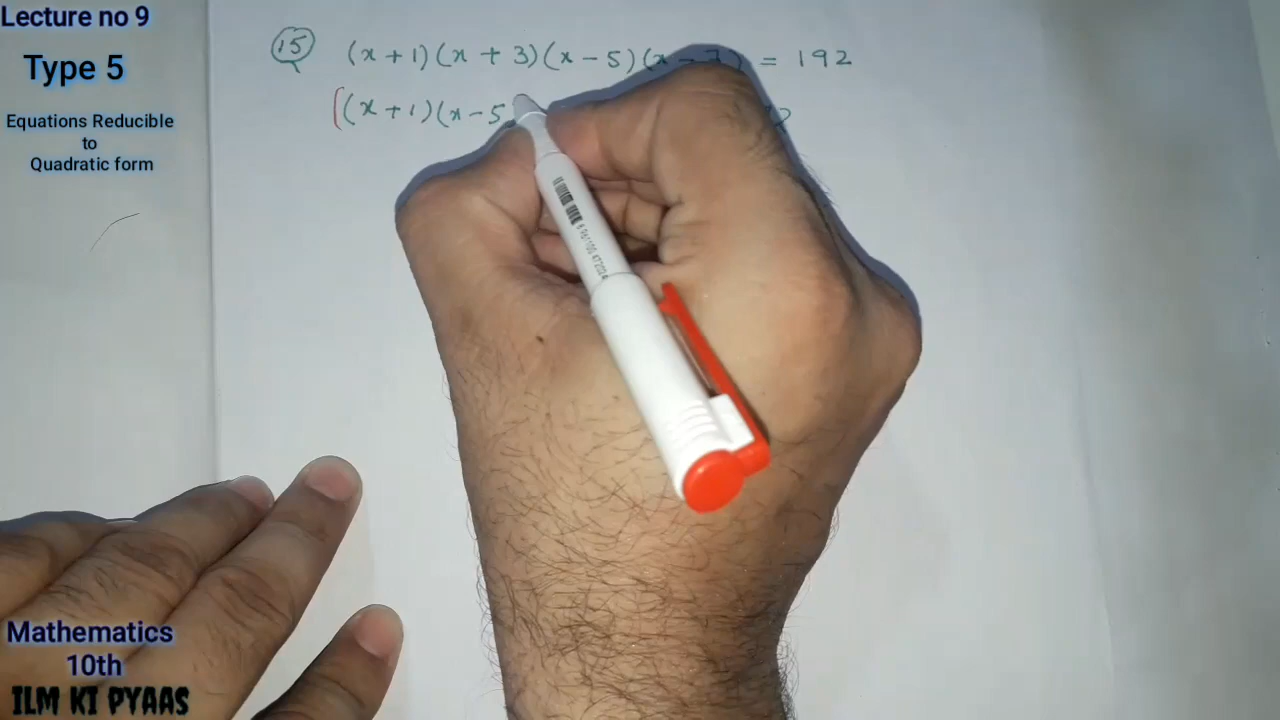 Lecture no 9
Type 5
Equations Reducible
to
Quadratic form
15 (x+1)(x+3)(x-5)(x-7) = 192
[(x+1)(x-5
Mathematics
10th
ILM KI PYAAS